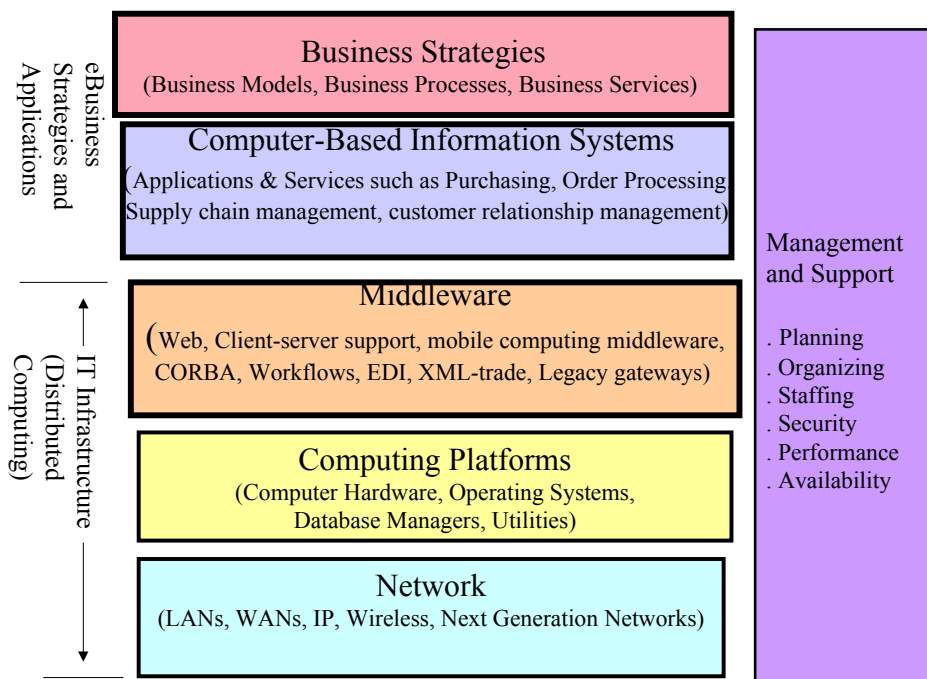 eBusiness
Strategies and
Applications
Business Strategies
(Business Models, Business Processes, Business Services)
Computer-Based Information Systems
(Applications & Services such as Purchasing, Order Processing,
Supply chain management, customer relationship management)
IT Infrastructure
(Distributed
Computing)
Middleware
(Web, Client-server support, mobile computing middleware,
CORBA, Workflows, EDI, XML-trade, Legacy gateways)
Computing Platforms
(Computer Hardware, Operating Systems,
Database Managers, Utilities)
Network
(LANs, WANs, IP, Wireless, Next Generation Networks)
Management
and Support
. Planning
. Organizing
. Staffing
. Security
. Performance
. Availability